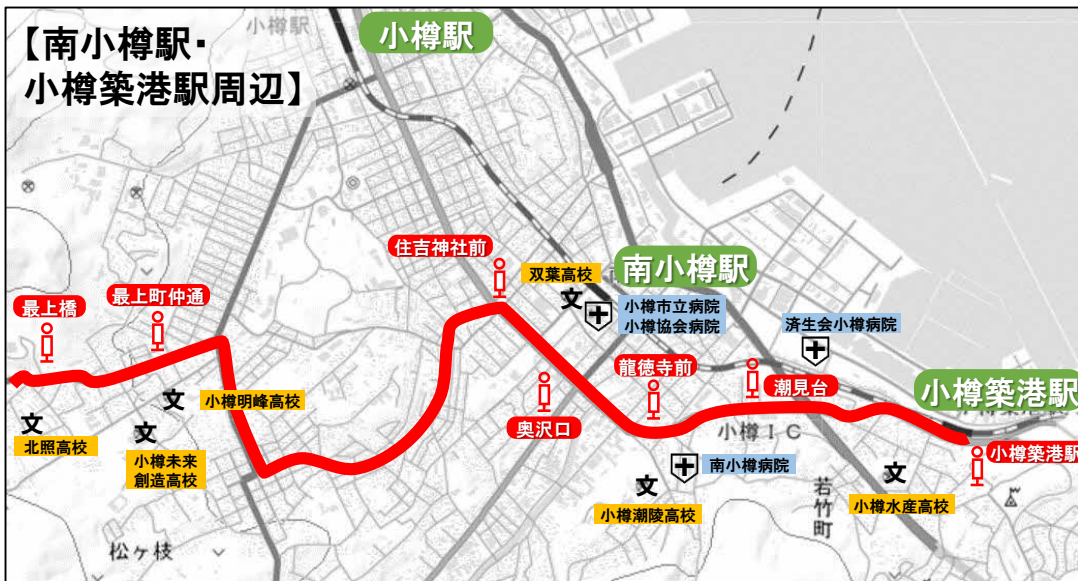 【南小樽駅・
小樽築港駅周辺】
小樽駅
小樽駅
住吉神社前
双葉高校
南小樽駅
小樽市立病院
小樽協会病院
済生会小樽病院
最上橋
最上町仲通
龍徳寺前
潮見台
小樽築港駅
小樽明峰高校
奥沢口
小樽ＩＣ
北照高校
小樽未来
創造高校
南小樽病院
小樽築港駅
小樽潮陵高校
若竹町
小樽水産高校
松ヶ枝
文
文
文
文
文
文